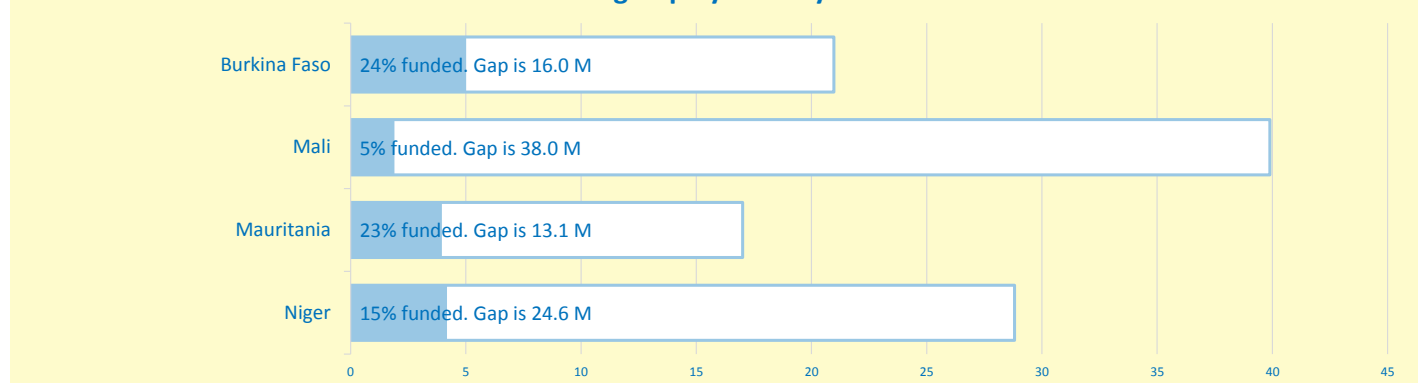 Burkina Faso 24% funded. Gap is 16.0 M
Mali 5% funded. Gap is 38.0 M
Mauritania 23% funded. Gap is 13.1 M
Niger 15% funded. Gap is 24.6 M
0 5 10 15 20 25 30 35 40 45